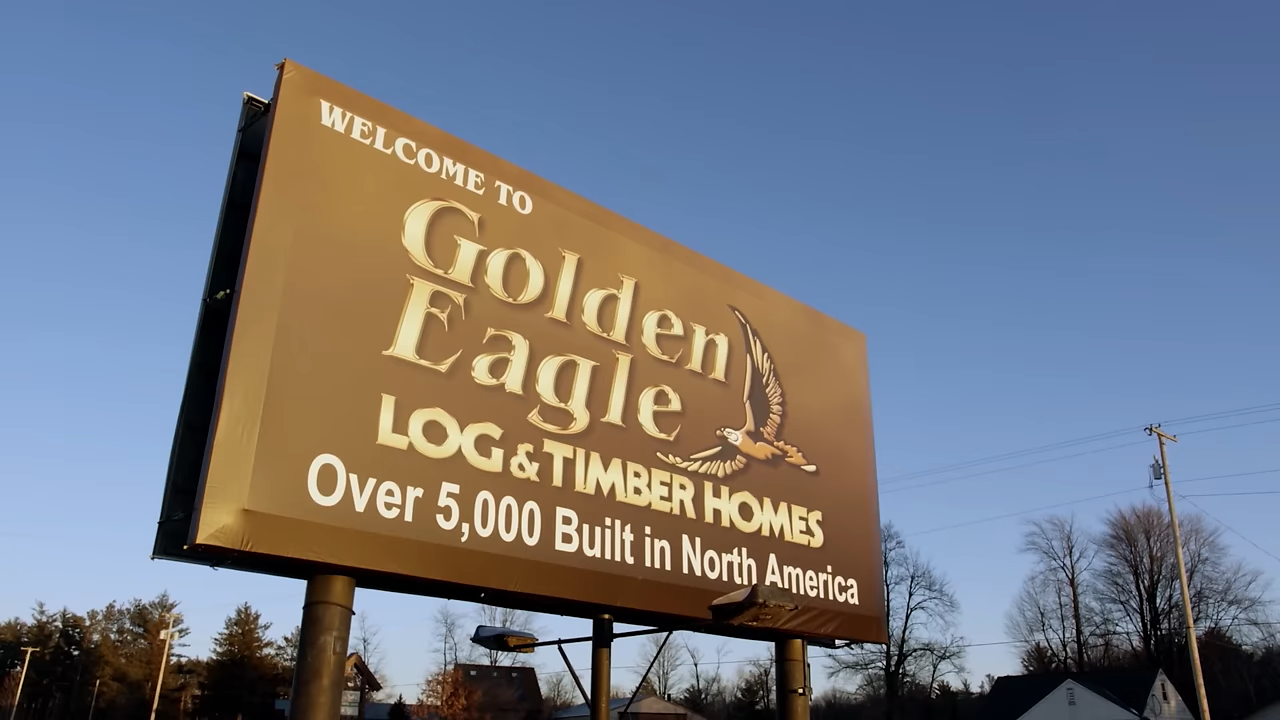 WELCOME TO
Golden
Eagle
LOG & TIMBER HOMES
Over 5,000 Built in North America